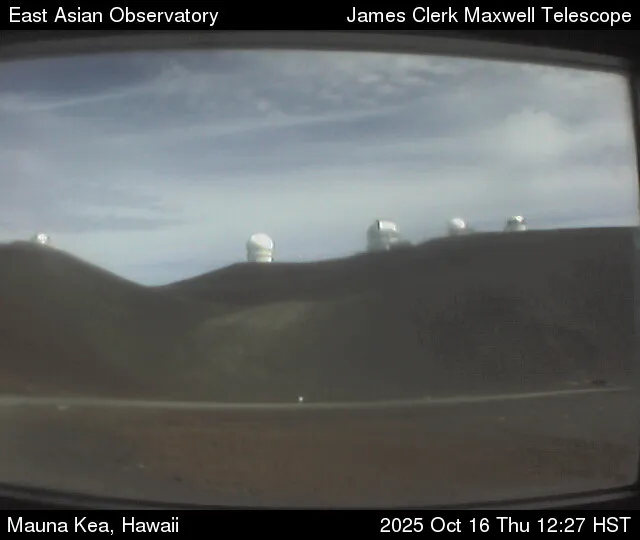 East Asian Observatory
James Clerk Maxwell Telescope
Mauna Kea, Hawaii
2025 Oct 16 Thu 12:27 HST